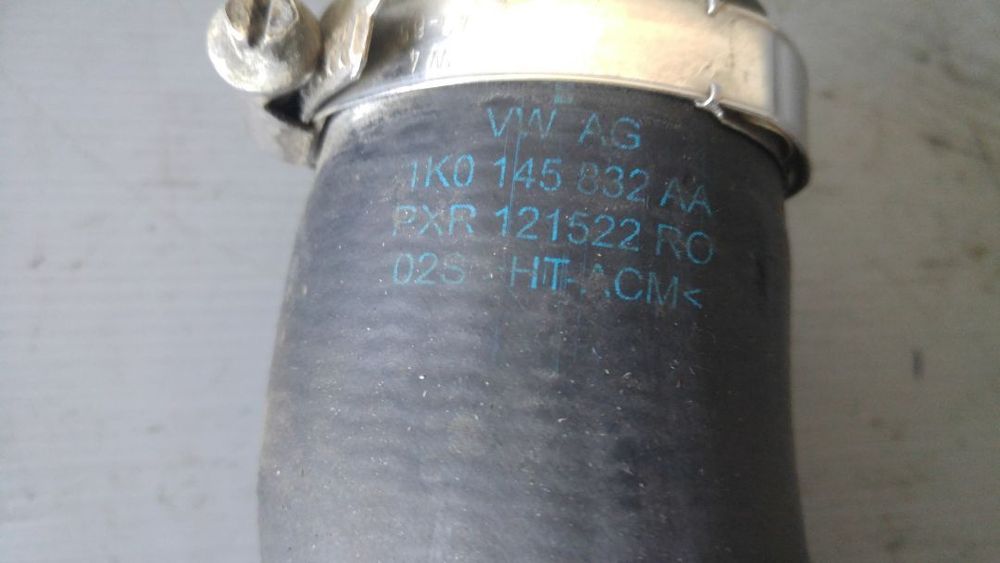 VW AG
1K0 145 832 AA
PXR 121522 RO
02S >HT-ACM<